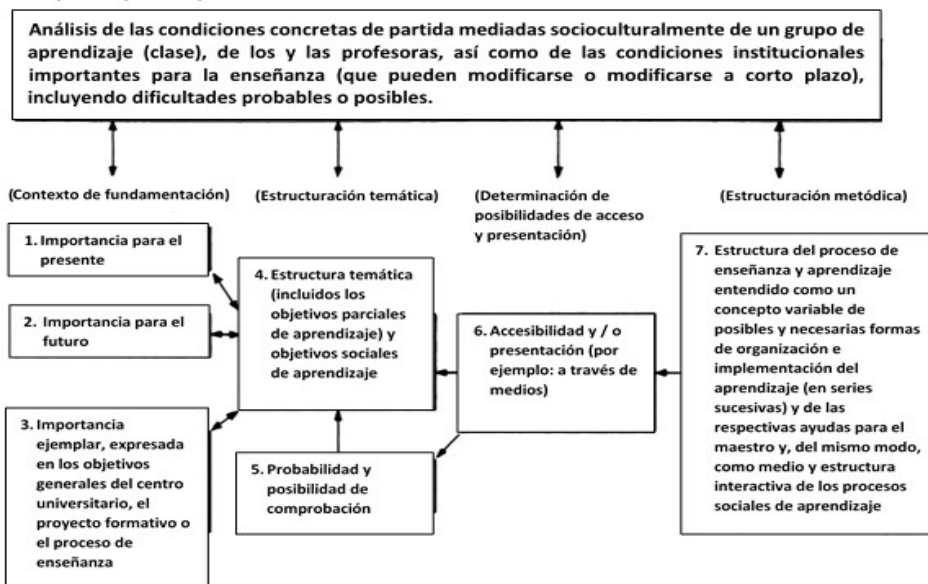 Análisis de las condiciones concretas de partida mediadas socioculturalmente de un grupo de
aprendizaje (clase), de los y las profesoras, así como de las condiciones institucionales
importantes para la enseñanza (que pueden modificarse o modificarse a corto plazo),
incluyendo dificultades probables o posibles.
(Contexto de fundamentación)
(Estructuración temática)
(Determinación de
posibilidades de acceso
y presentación)
(Estructuración metódica)
1. Importancia para el
presente
2. Importancia para el
futuro
3. Importancia
ejemplar, expresada
en los objetivos
generales del centro
universitario, el
proyecto formativo o
el proceso de
enseñanza
4. Estructura temática
(incluidos los
objetivos parciales
de aprendizaje) y
objetivos sociales
de aprendizaje
5. Probabilidad y
posibilidad de
comprobación
6. Accesibilidad y / o
presentación (por
ejemplo: a través de
medios)
7. Estructura del proceso de
enseñanza y aprendizaje
entendido como un
concepto variable de
posibles y necesarias formas
de organización e
implementación del
aprendizaje (en series
sucesivas) y de las
respectivas ayudas para el
maestro y, del mismo modo,
como medio y estructura
interactiva de los procesos
sociales de aprendizaje